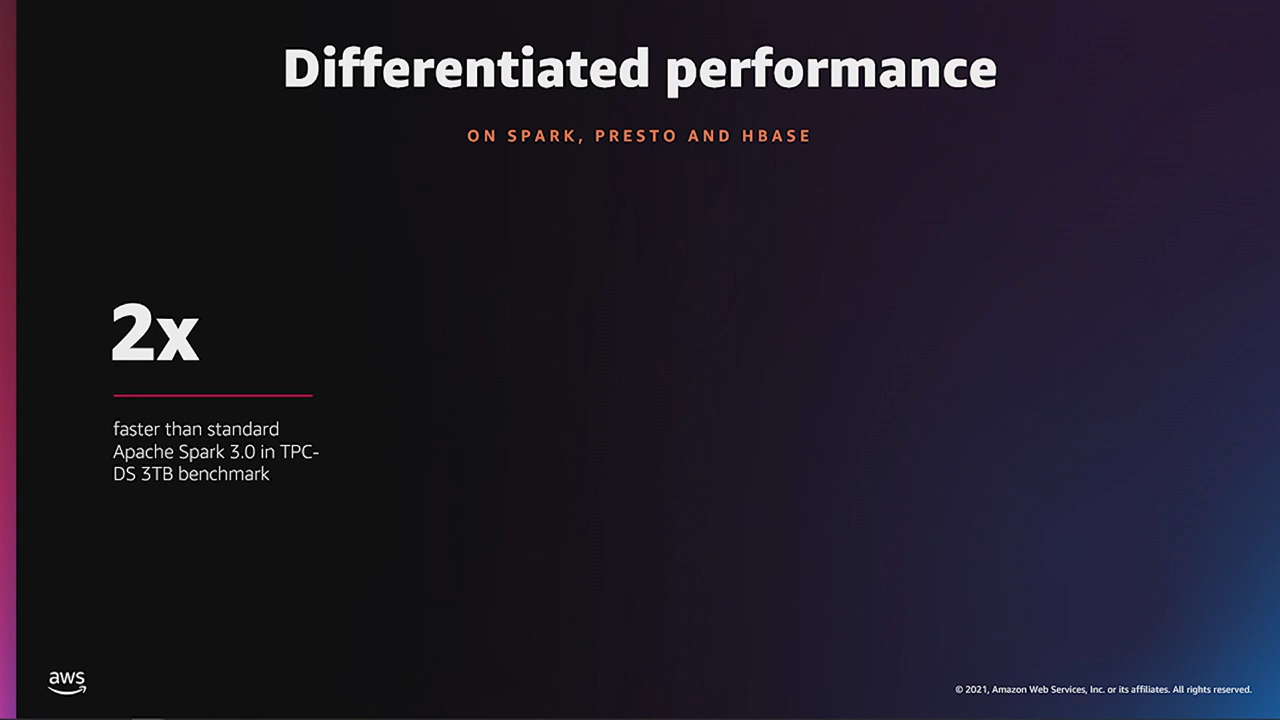 Differentiated performance
ON SPARK, PRESTO AND HBASE
2x
faster than standard
Apache Spark 3.0 in TPC-
DS 3TB benchmark
aws
© 2021, Amazon Web Services, Inc. or its affiliates. All rights reserved.